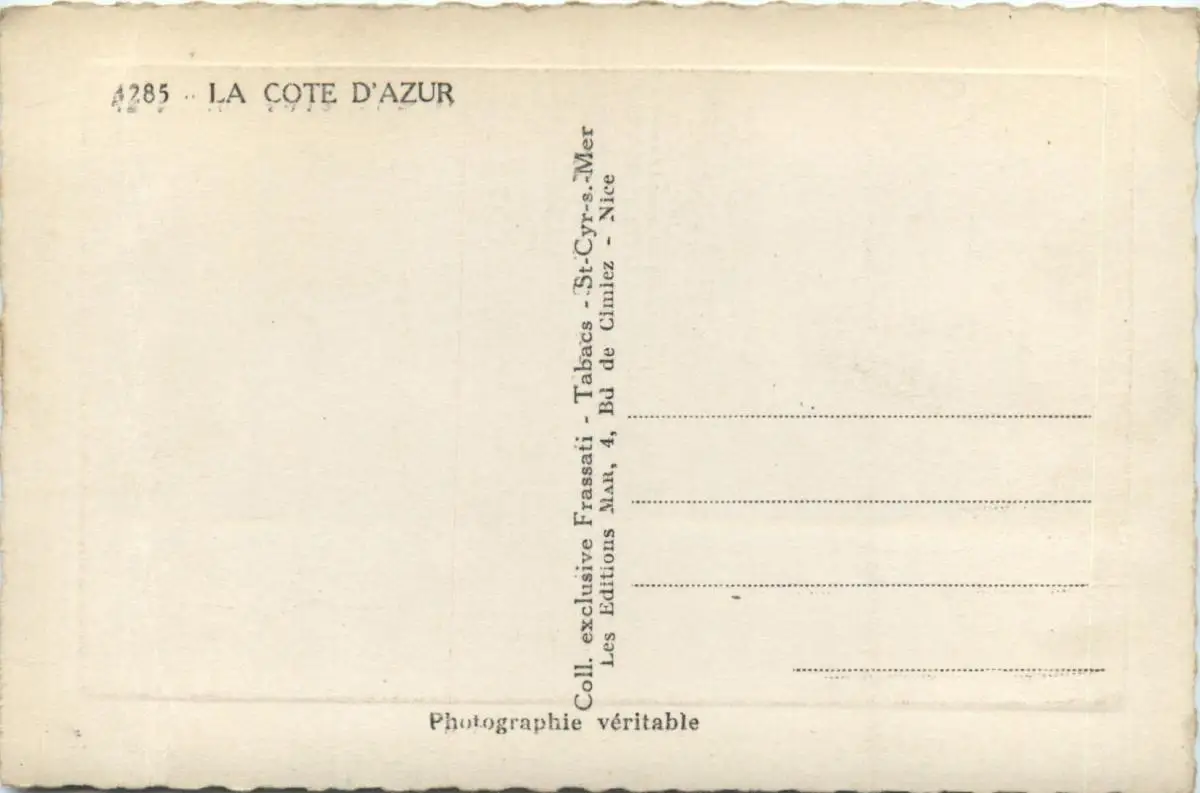 4285 - LA COTE D'AZUR
Coll. exclusive Frassati - Tabacs - St-Cyr-s.-Mer
Les Editions MAR, 4, Bd de Cimiez - Nice
Photographie véritable